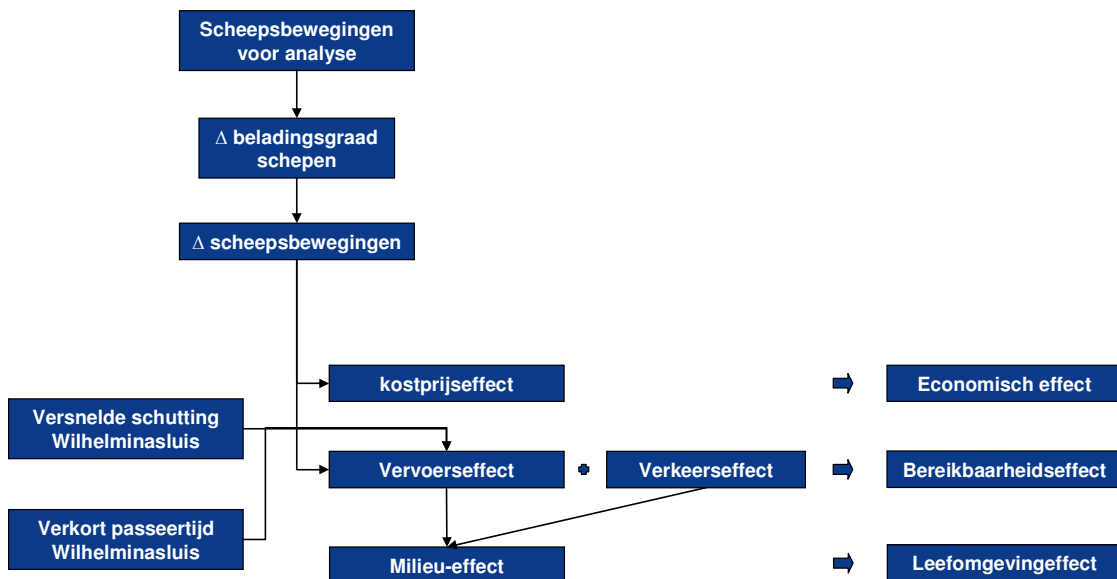 Scheepsbewegingen
voor analyse
Δ beladingsgraad
schepen
Δ scheepsbewegingen
kostprijseffect
Economisch effect
Versnelde schutting
Wilhelminasluis
Vervoerseffect
Verkeerseffect
Bereikbaarheidseffect
Verkort passeertijd
Wilhelminasluis
Milieu-effect
Leefomgevingeffect